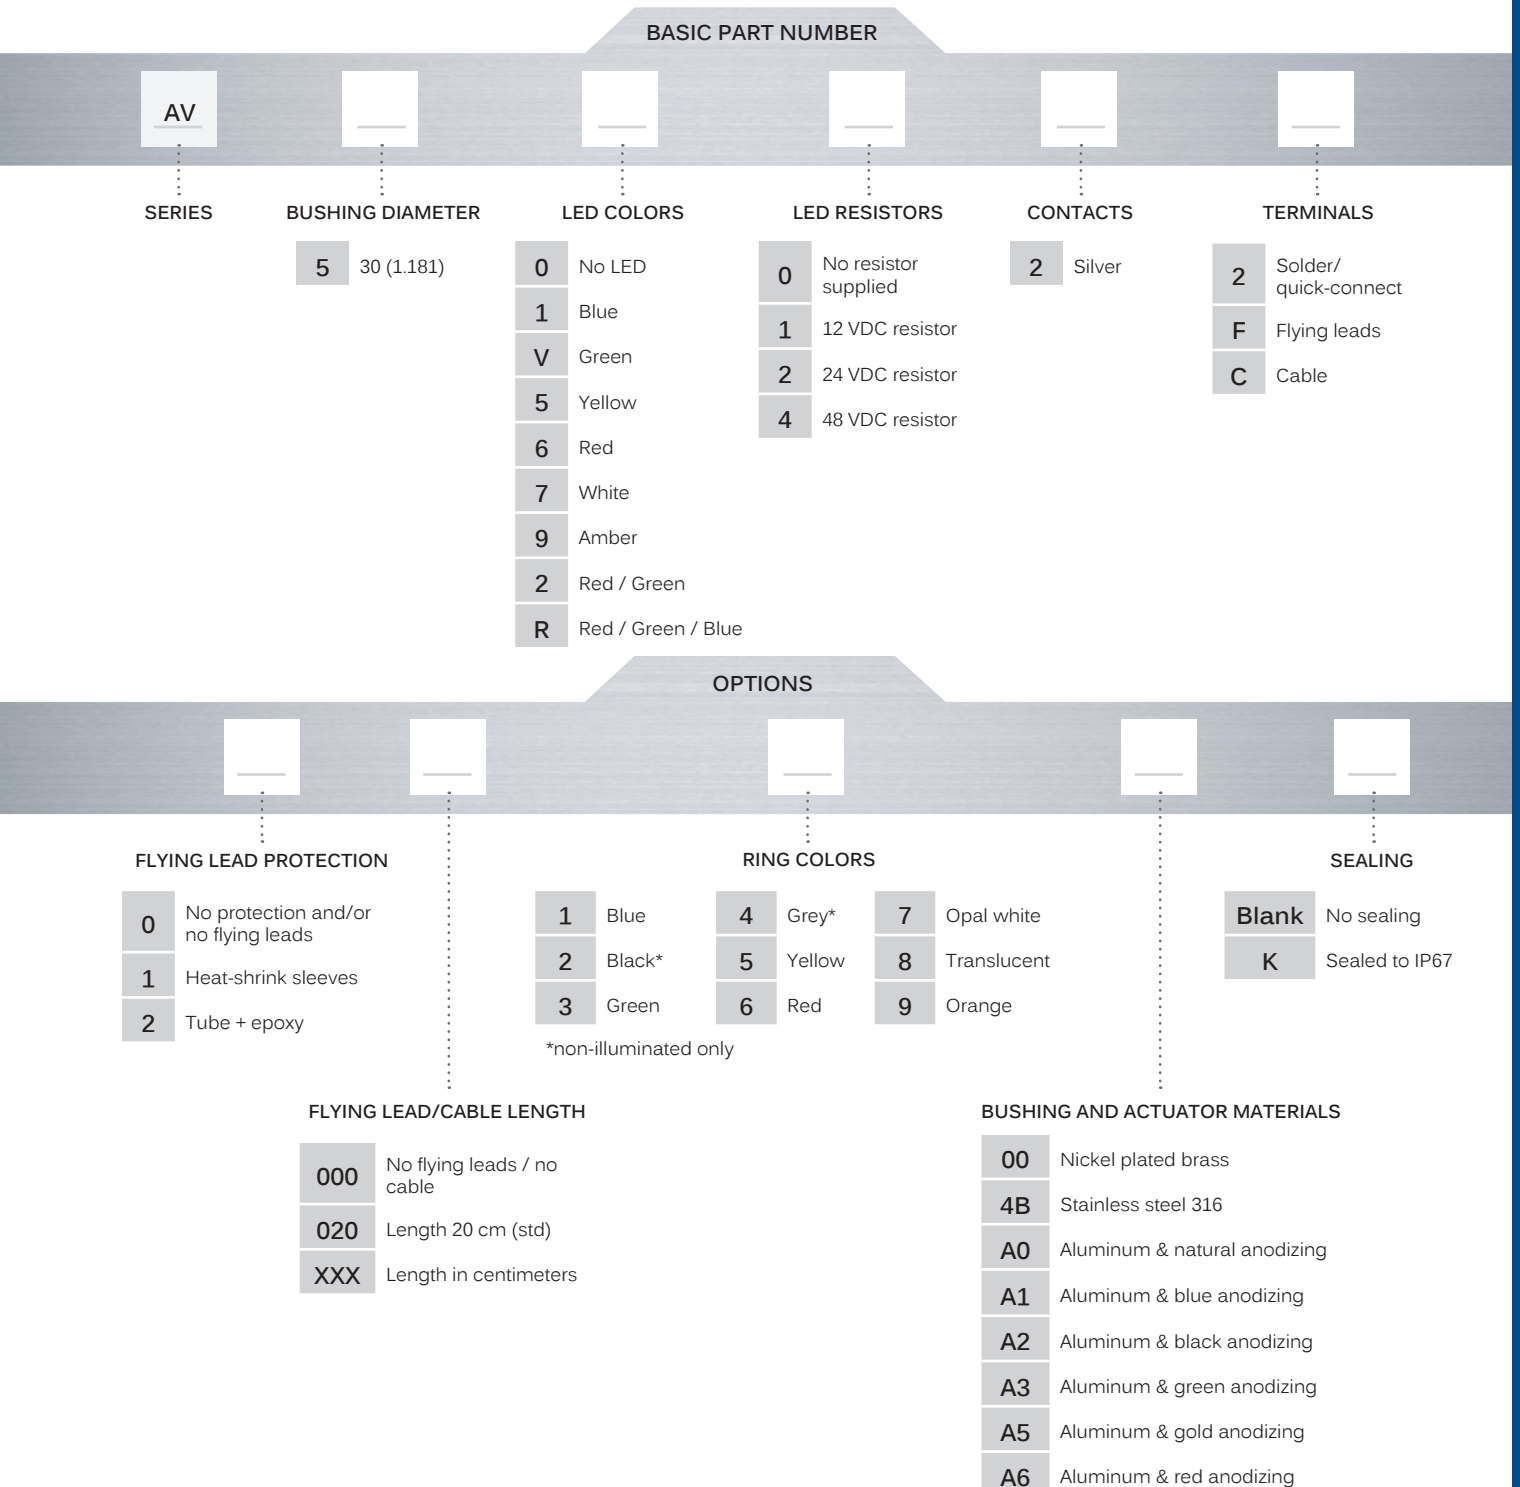 BASIC PART NUMBER
AV
SERIES
BUSHING DIAMETER
5 30 (1.181)
LED COLORS
0 No LED
1 Blue
V Green
5 Yellow
6 Red
7 White
9 Amber
2 Red / Green
R Red / Green / Blue
LED RESISTORS
0 No resistor
supplied
1 12 VDC resistor
2 24 VDC resistor
4 48 VDC resistor
CONTACTS
2 Silver
TERMINALS
2 Solder/
quick-connect
F Flying leads
C Cable
OPTIONS
FLYING LEAD PROTECTION
0 No protection and/or
no flying leads
1 Heat-shrink sleeves
2 Tube + epoxy
FLYING LEAD/CABLE LENGTH
000 No flying leads / no
cable
020 Length 20 cm (std)
XXX Length in centimeters
RING COLORS
1 Blue
2 Black*
3 Green
4 Grey*
5 Yellow
6 Red
7 Opal white
8 Translucent
9 Orange
*non-illuminated only
BUSHING AND ACTUATOR MATERIALS
00 Nickel plated brass
4B Stainless steel 316
A0 Aluminum & natural anodizing
A1 Aluminum & blue anodizing
A2 Aluminum & black anodizing
A3 Aluminum & green anodizing
A5 Aluminum & gold anodizing
A6 Aluminum & red anodizing
SEALING
Blank No sealing
K Sealed to IP67